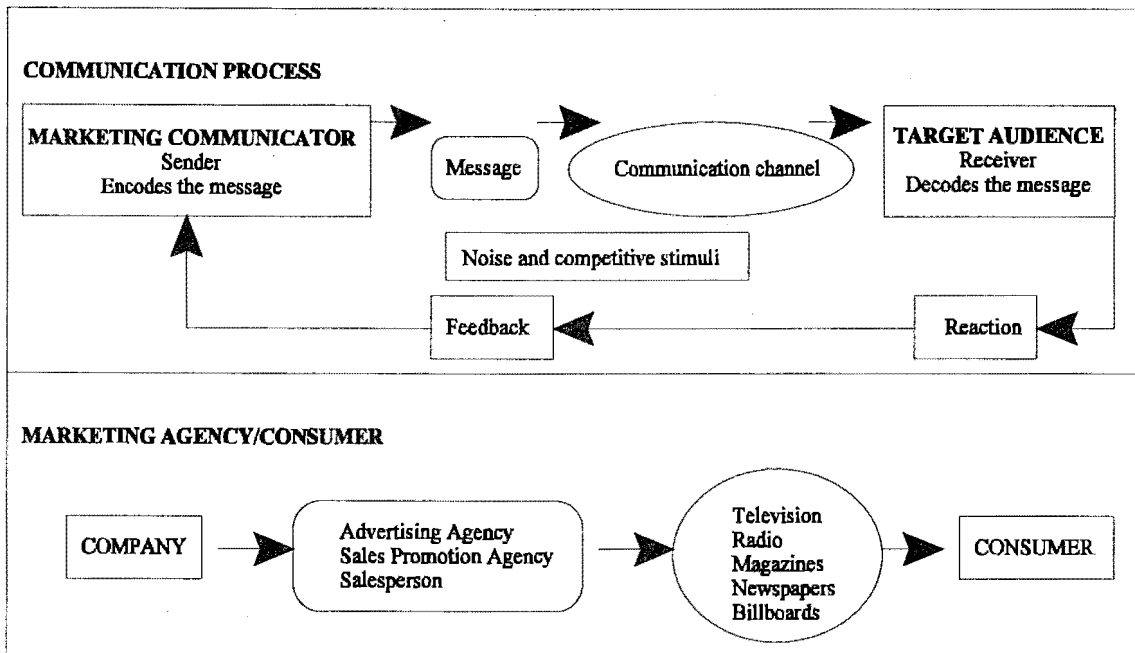 COMMUNICATION PROCESS
MARKETING COMMUNICATOR
Sender
Encodes the message
Message
Communication channel
TARGET AUDIENCE
Receiver
Decodes the message
Noise and competitive stimuli
Feedback
Reaction
MARKETING AGENCY/CONSUMER
COMPANY
Advertising Agency
Sales Promotion Agency
Salesperson
Television
Radio
Magazines
Newspapers
Billboards
CONSUMER